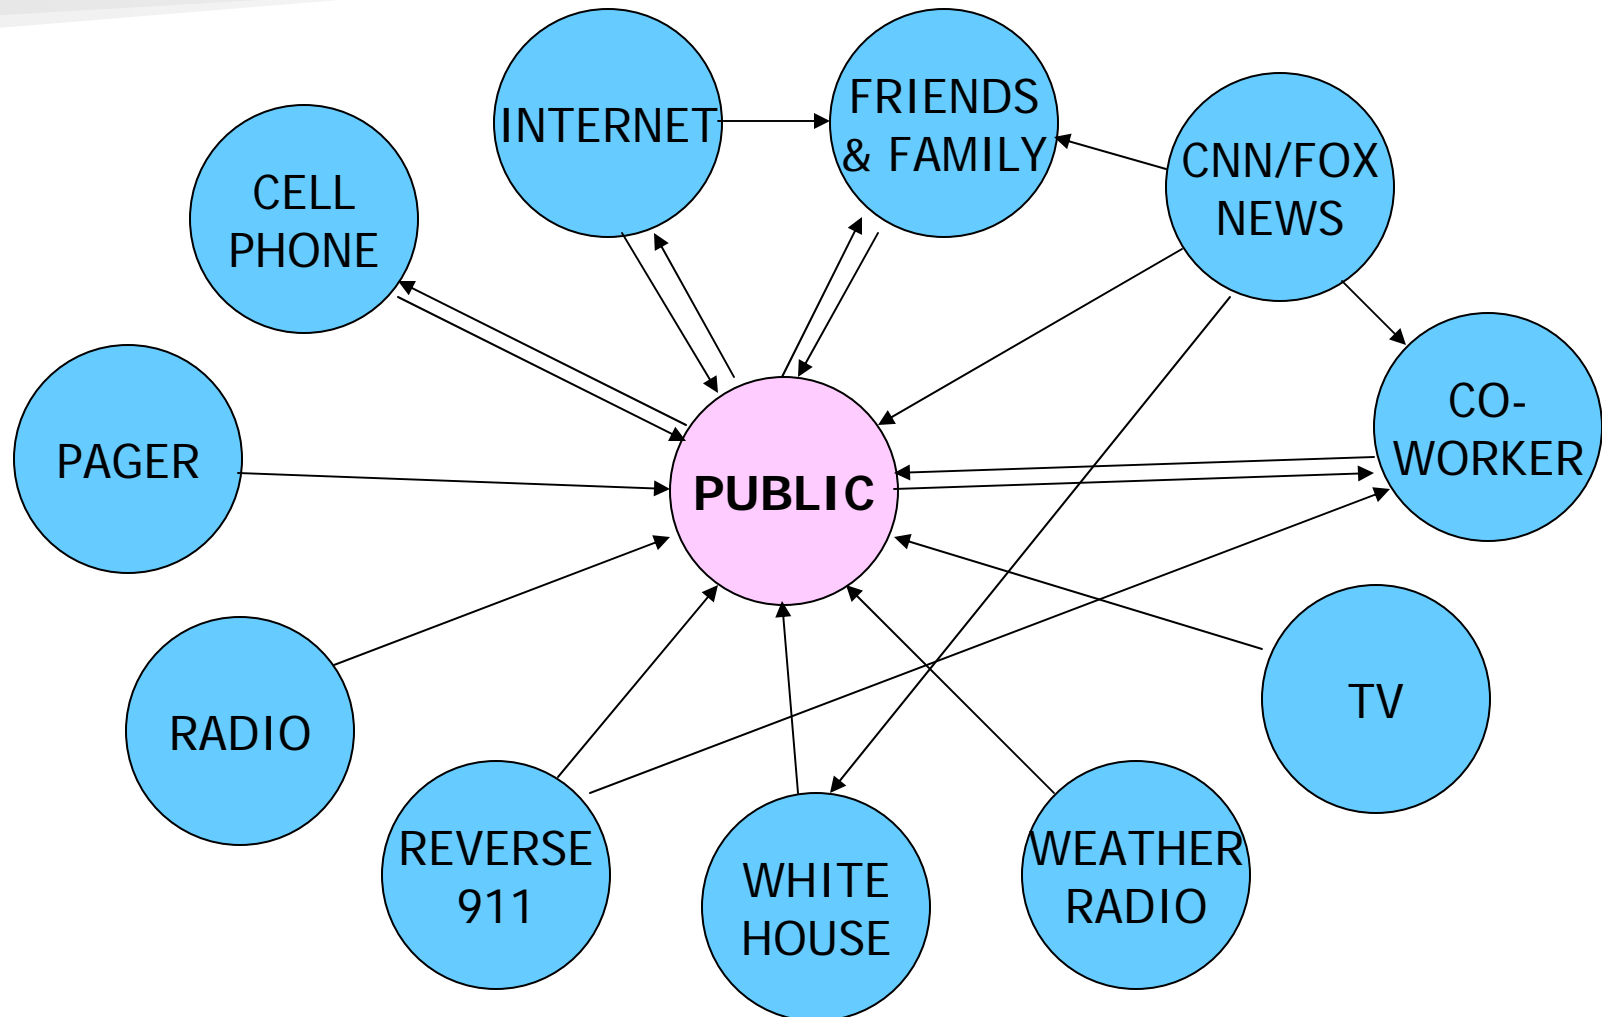 INTERNET
FRIENDS
& FAMILY
CNN/FOX
NEWS
CELL
PHONE
CO-
WORKER
PAGER
PUBLIC
TV
RADIO
REVERSE
911
WHITE
HOUSE
WEATHER
RADIO